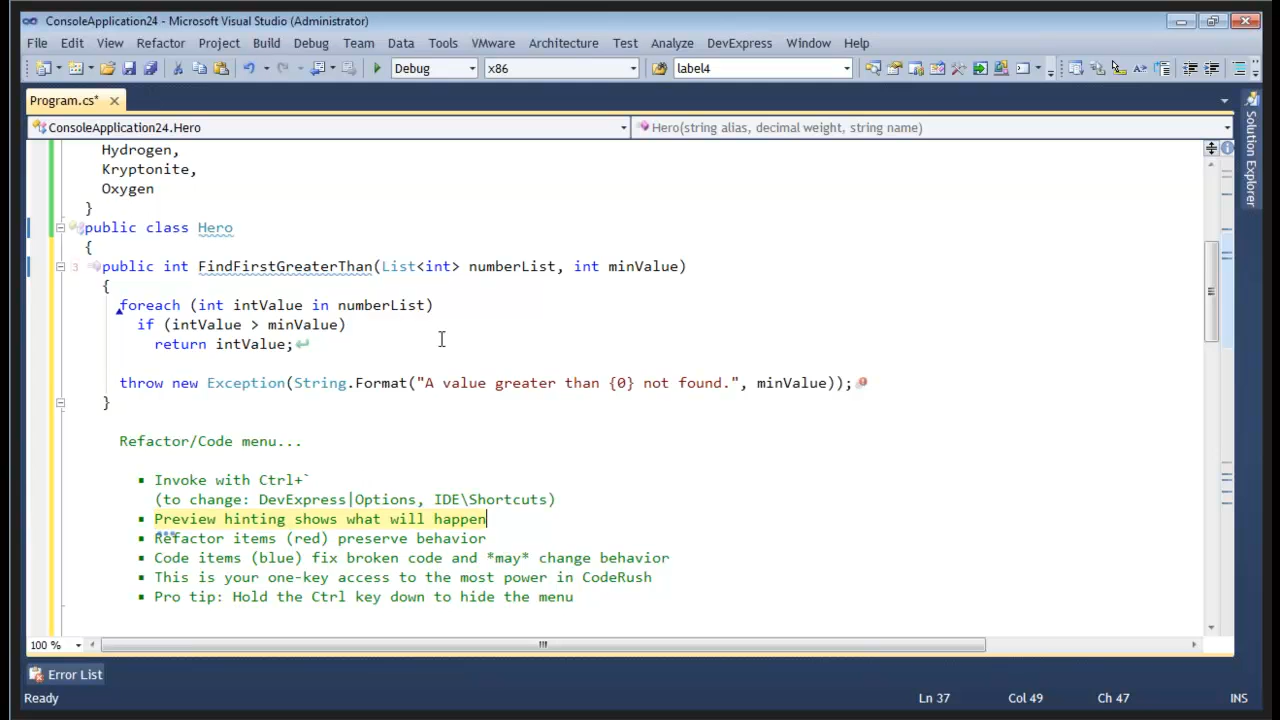 ConsoleApplication24 - Microsoft Visual Studio (Administrator)
File Edit View Refactor Project Build Debug Team Data Tools VMware Architecture Test Analyze DevExpress Window Help
Debug x86 label4
Program.cs*
ConsoleApplication24.Hero Hero(string alias, decimal weight, string name)
Hydrogen,
Kryptonite,
Oxygen
}
public class Hero
{
3 public int FindFirstGreaterThan(List<int> numberList, int minValue)
{
foreach (int intValue in numberList)
if (intValue > minValue)
return intValue;
throw new Exception(String.Format("A value greater than {0} not found.", minValue));
}
Refactor/Code menu...
▪ Invoke with Ctrl+`
(to change: DevExpress|Options, IDE\Shortcuts)
▪ Preview hinting shows what will happen
▪ Refactor items (red) preserve behavior
▪ Code items (blue) fix broken code and *may* change behavior
▪ This is your one-key access to the most power in CodeRush
▪ Pro tip: Hold the Ctrl key down to hide the menu
100 %
Error List
Ready Ln 37 Col 49 Ch 47 INS
Solution Explorer